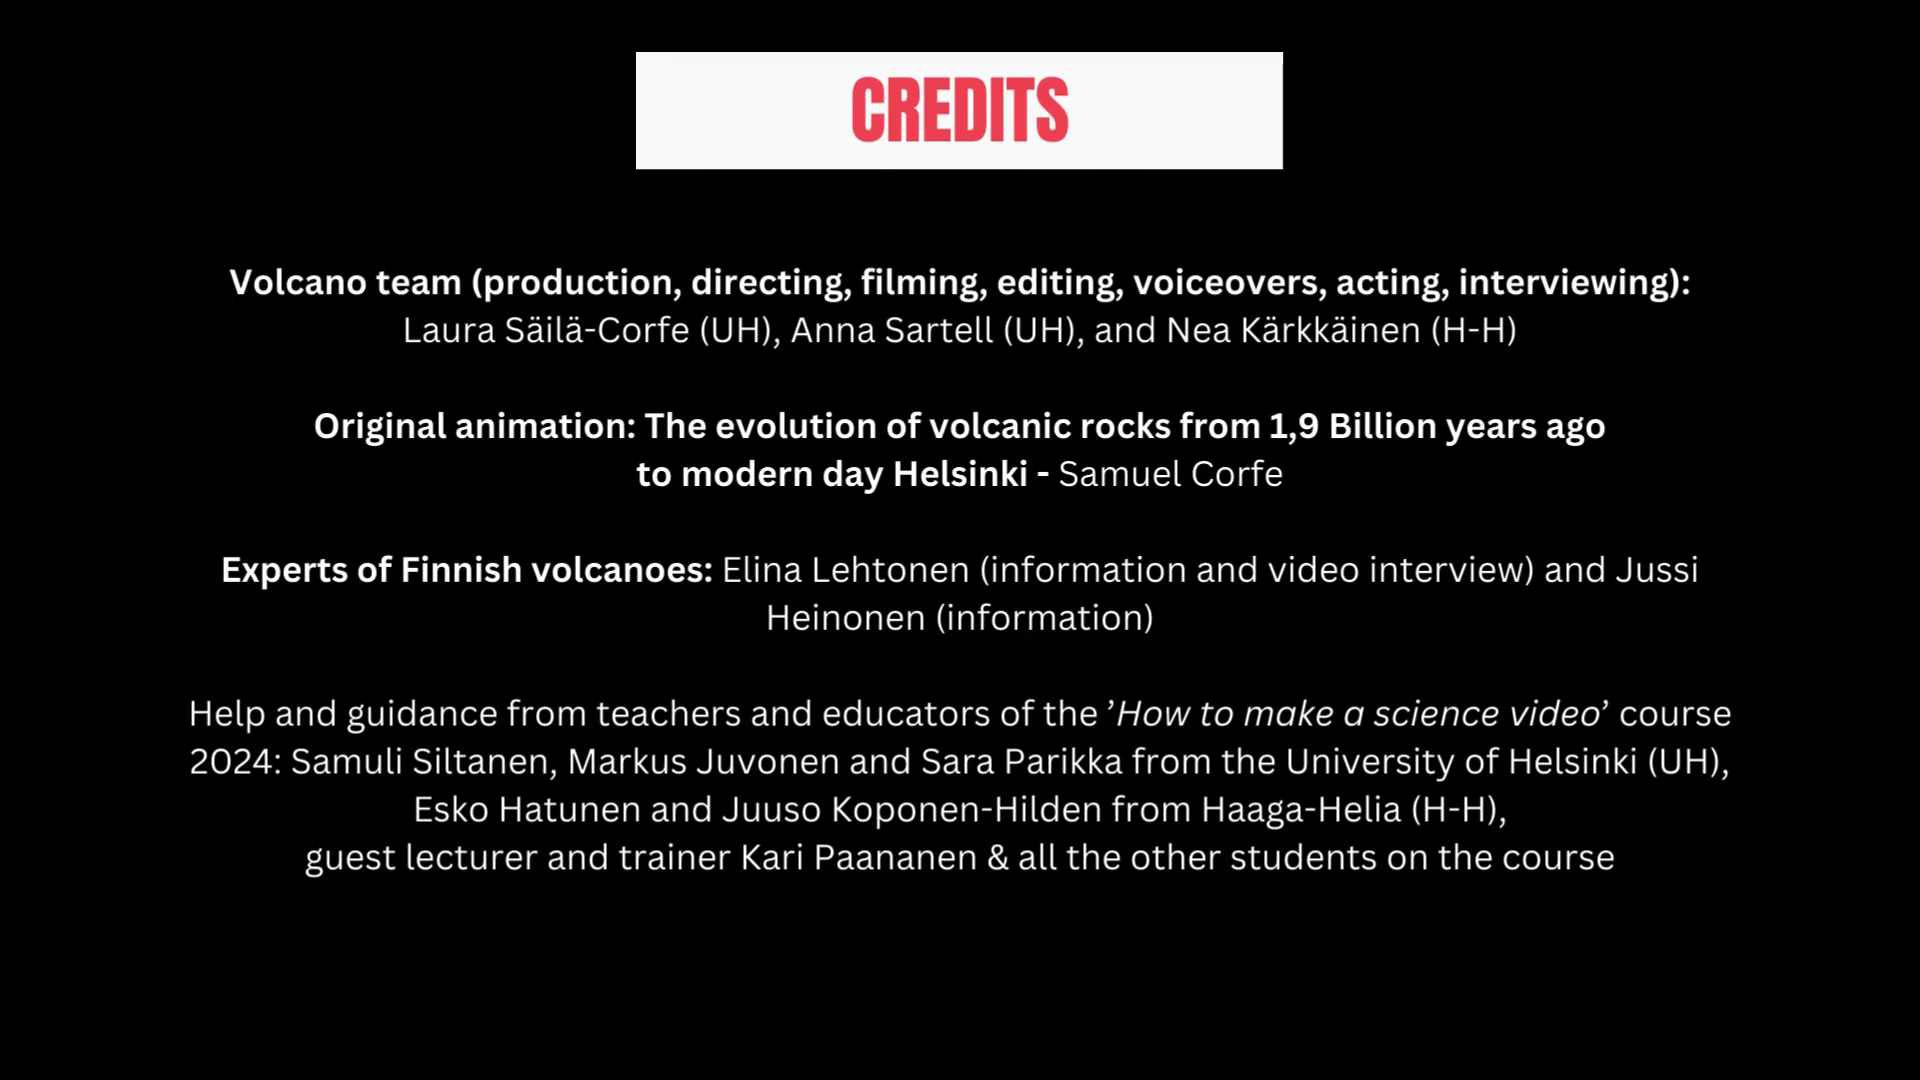 CREDITS
Volcano team (production, directing, filming, editing, voiceovers, acting, interviewing):
Laura Säilä-Corfe (UH), Anna Sartell (UH), and Nea Kärkkäinen (H-H)
Original animation: The evolution of volcanic rocks from 1,9 Billion years ago
to modern day Helsinki - Samuel Corfe
Experts of Finnish volcanoes: Elina Lehtonen (information and video interview) and Jussi
Heinonen (information)
Help and guidance from teachers and educators of the ’How to make a science video’ course
2024: Samuli Siltanen, Markus Juvonen and Sara Parikka from the University of Helsinki (UH),
Esko Hatunen and Juuso Koponen-Hilden from Haaga-Helia (H-H),
guest lecturer and trainer Kari Paananen & all the other students on the course